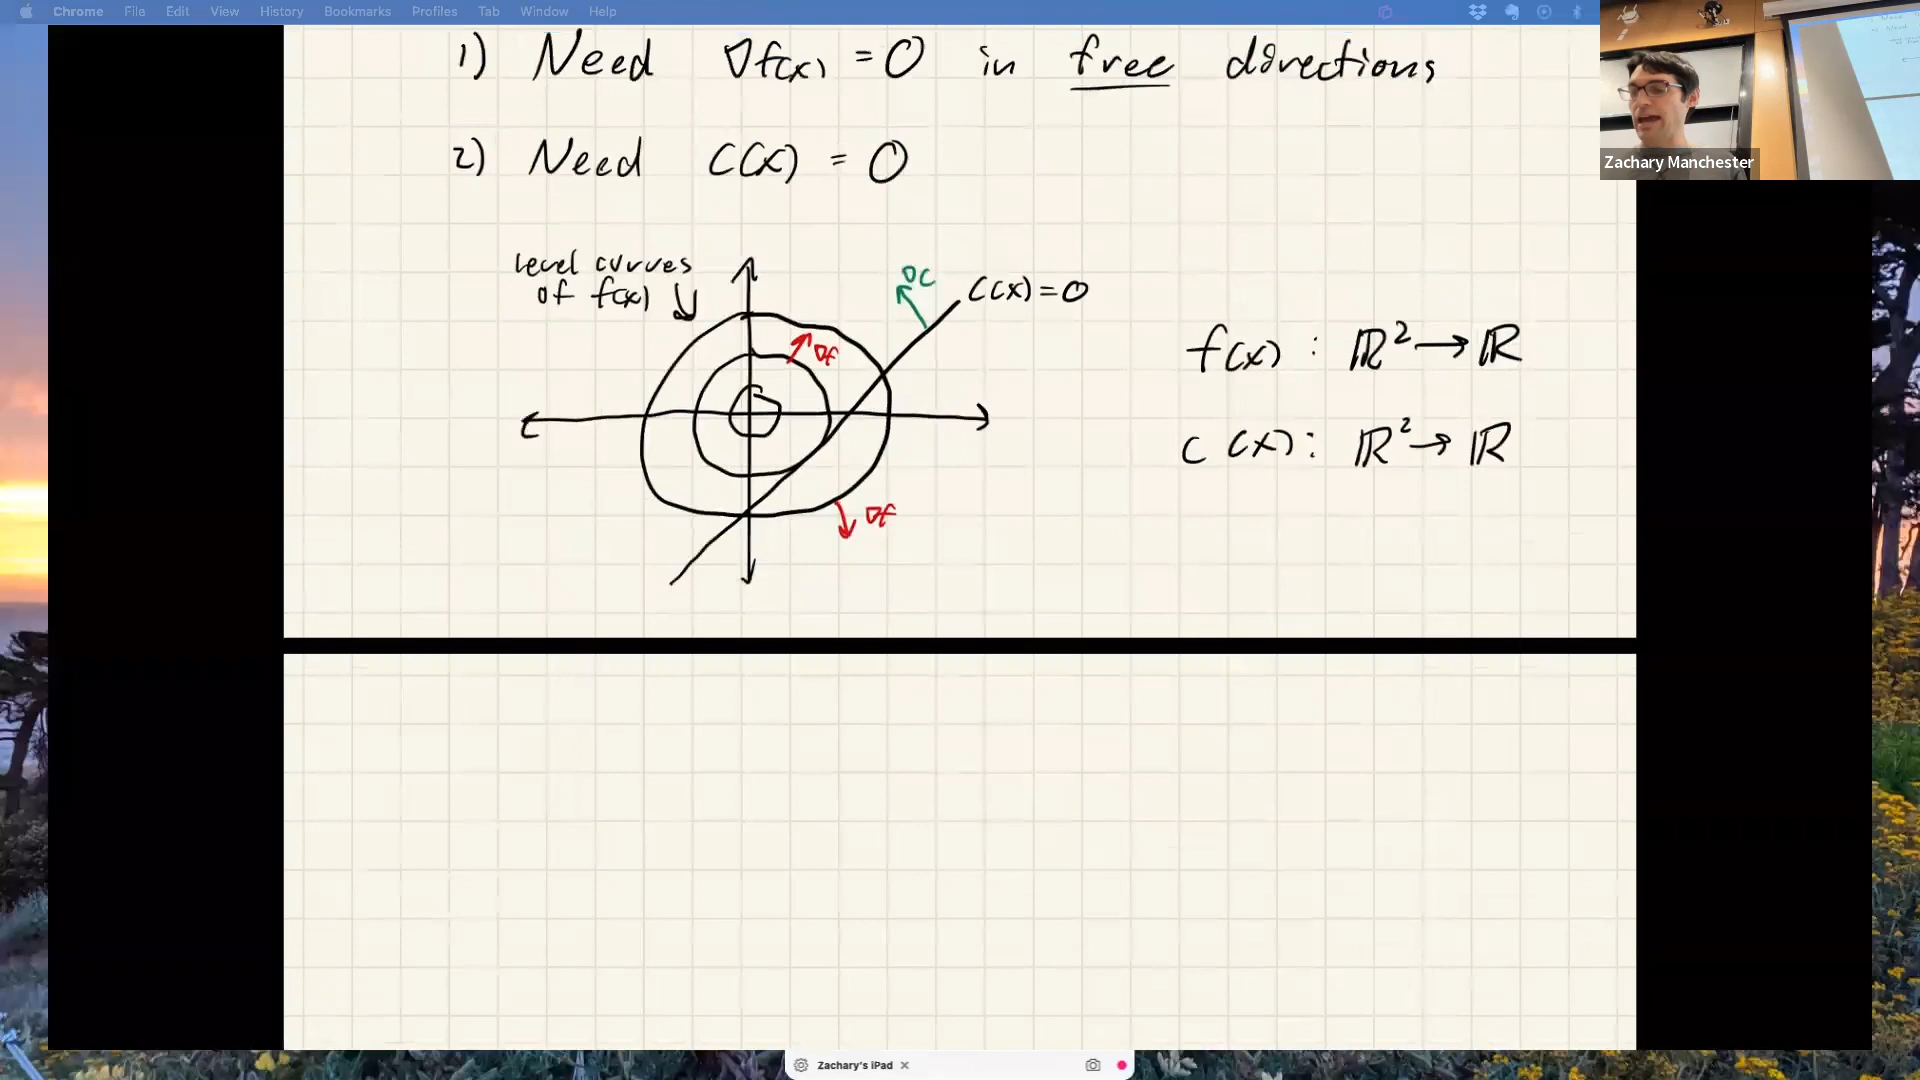 Chrome File Edit View History Bookmarks Profiles Tab Window Help
Zachary Manchester
1) Need ∇f(x) = 0 in free directions
2) Need C(x) = 0
level curves
of f(x)
∇C
C(x)=0
∇f
∇f
f(x) : ℝ² → ℝ
C(x) : ℝ² → ℝ
Zachary's iPad